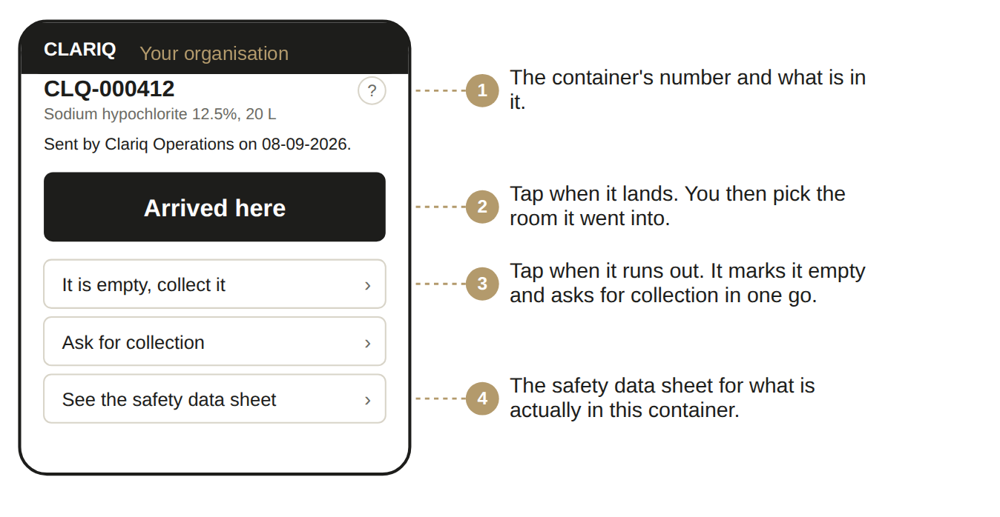 CLARIQ Your organisation
CLQ-000412 ?
Sodium hypochlorite 12.5%, 20 L
Sent by Clariq Operations on 08-09-2026.
Arrived here
It is empty, collect it ›
Ask for collection ›
See the safety data sheet ›
1 The container's number and what is in
it.
2 Tap when it lands. You then pick the
room it went into.
3 Tap when it runs out. It marks it empty
and asks for collection in one go.
4 The safety data sheet for what is
actually in this container.